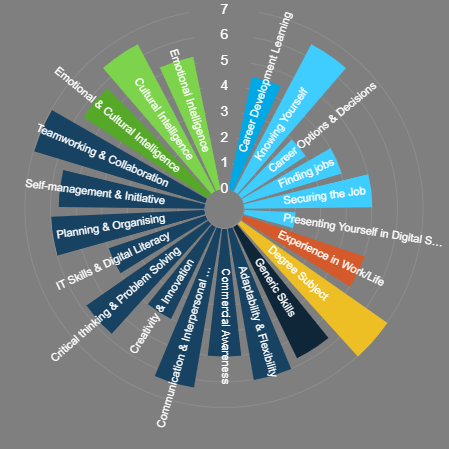 7
6
5
4
3
2
1
0
Career Development Learning
Knowing Yourself
Career Options & Decisions
Finding jobs
Securing the Job
Presenting Yourself in Digital S...
Experience in Work/Life
Degree Subject
Generic Skills
Adaptability & Flexibility
Commercial Awareness
Communication & Interpersonal ...
Creativity & Innovation
Critical thinking & Problem Solving
IT Skills & Digital Literacy
Planning & Organising
Self-management & Initiative
Teamworking & Collaboration
Emotional & Cultural Intelligence
Cultural Intelligence
Emotional Intelligence